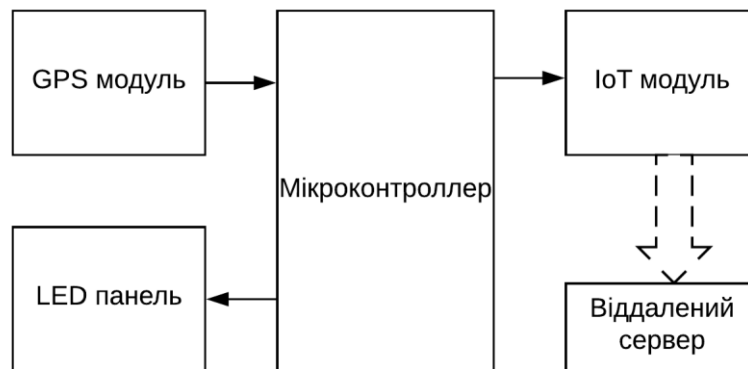 GPS модуль
IoT модуль
Мікроконтроллер
LED панель
Віддалений
сервер